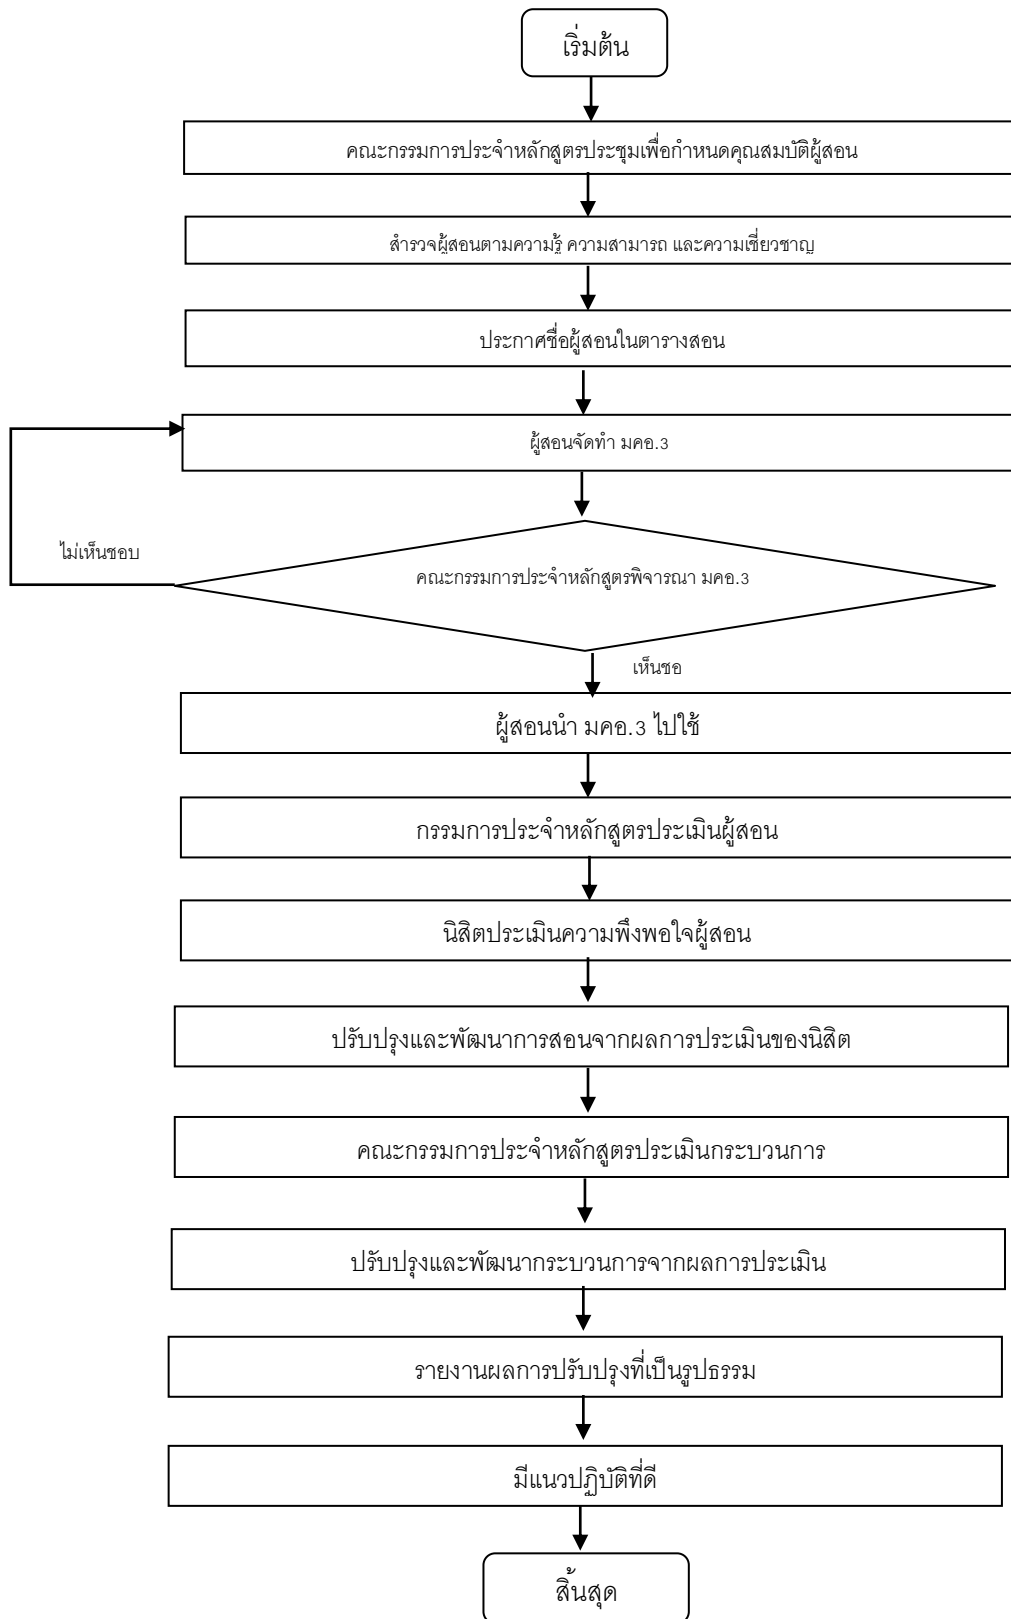 เริ่มต้น
คณะกรรมการประจำหลักสูตรประชุมเพื่อกำหนดคุณสมบัติผู้สอน
สำรวจผู้สอนตามความรู้ ความสามารถ และความเชี่ยวชาญ
ประกาศชื่อผู้สอนในตารางสอน
ผู้สอนจัดทำ มคอ.3
ไม่เห็นชอบ
คณะกรรมการประจำหลักสูตรพิจารณา มคอ.3
เห็นชอ
ผู้สอนนำ มคอ.3 ไปใช้
กรรมการประจำหลักสูตรประเมินผู้สอน
นิสิตประเมินความพึงพอใจผู้สอน
ปรับปรุงและพัฒนาการสอนจากผลการประเมินของนิสิต
คณะกรรมการประจำหลักสูตรประเมินกระบวนการ
ปรับปรุงและพัฒนากระบวนการจากผลการประเมิน
รายงานผลการปรับปรุงที่เป็นรูปธรรม
มีแนวปฏิบัติที่ดี
สิ้นสุด